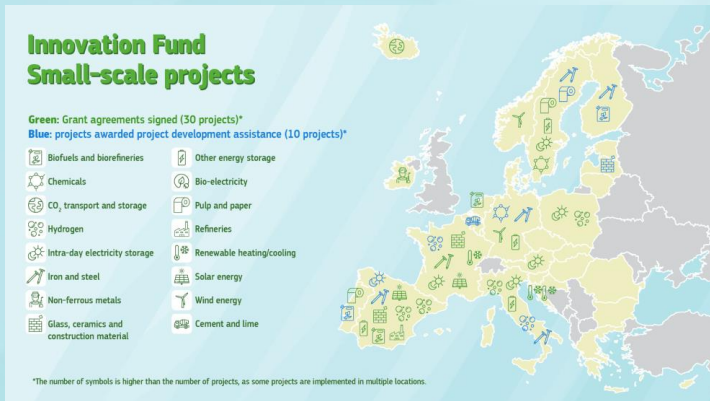 Innovation Fund
Small-scale projects
Green: Grant agreements signed (30 projects)*
Blue: projects awarded project development assistance (10 projects)*
Biofuels and biorefineries
Chemicals
CO₂ transport and storage
Hydrogen
Intra-day electricity storage
Iron and steel
Non-ferrous metals
Glass, ceramics and
construction material
Other energy storage
Bio-electricity
Pulp and paper
Refineries
Renewable heating/cooling
Solar energy
Wind energy
Cement and lime
*The number of symbols is higher than the number of projects, as some projects are implemented in multiple locations.